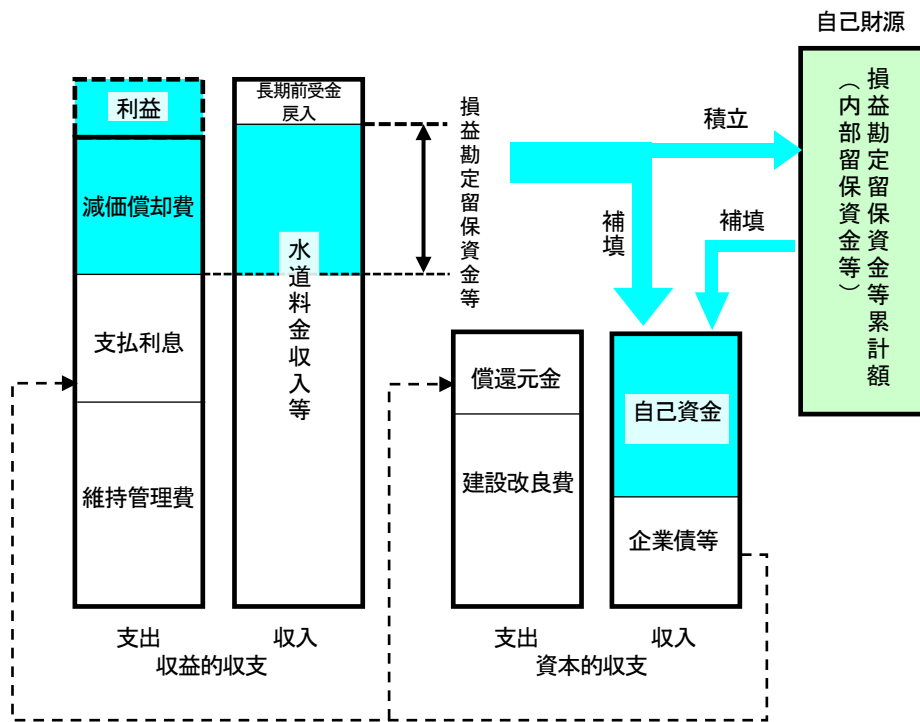 自己財源
利益
減価償却費
支払利息
維持管理費
長期前受金
戻入
水道料金収入等
損益勘定留保資金等
積立
補填
補填
損益勘定留保資金等累計額
（内部留保資金等）
償還元金
建設改良費
自己資金
企業債等
支出
収入
収益的収支
支出
収入
資本的収支